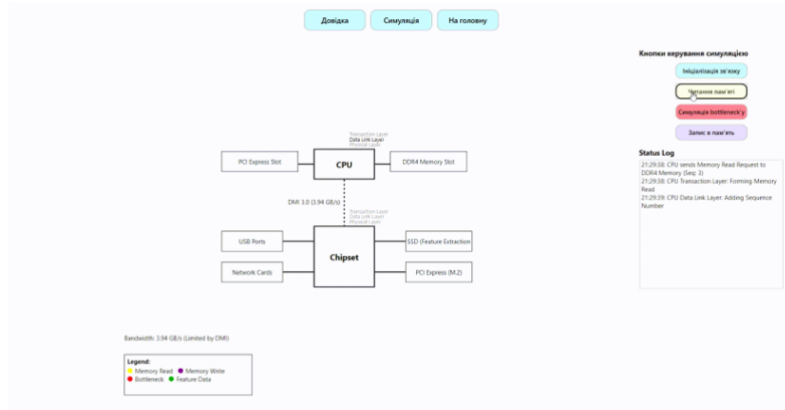 Довідка
Симуляція
На головну
Кнопки керування симуляцією
Ініціалізація зв'язку
Читання пам'яті
Симуляція bottleneck'у
Запис в пам'ять
Transaction Layer
Data Link Layer
Physical Layer
PCI Express Slot
CPU
DDR4 Memory Slot
DMI 3.0 (3.94 GB/s)
Transaction Layer
Data Link Layer
Physical Layer
USB Ports
Chipset
SSD (Feature Extraction
Network Cards
PCI Express (M.2)
Status Log
21:29:38: CPU sends Memory Read Request to
DDR4 Memory (Seq: 3)
21:29:38: CPU Transaction Layer: Forming Memory
Read
21:29:39: CPU Data Link Layer: Adding Sequence
Number
Bandwidth: 3.94 GB/s (Limited by DMI)
Legend:
Memory Read Memory Write
Bottleneck Feature Data